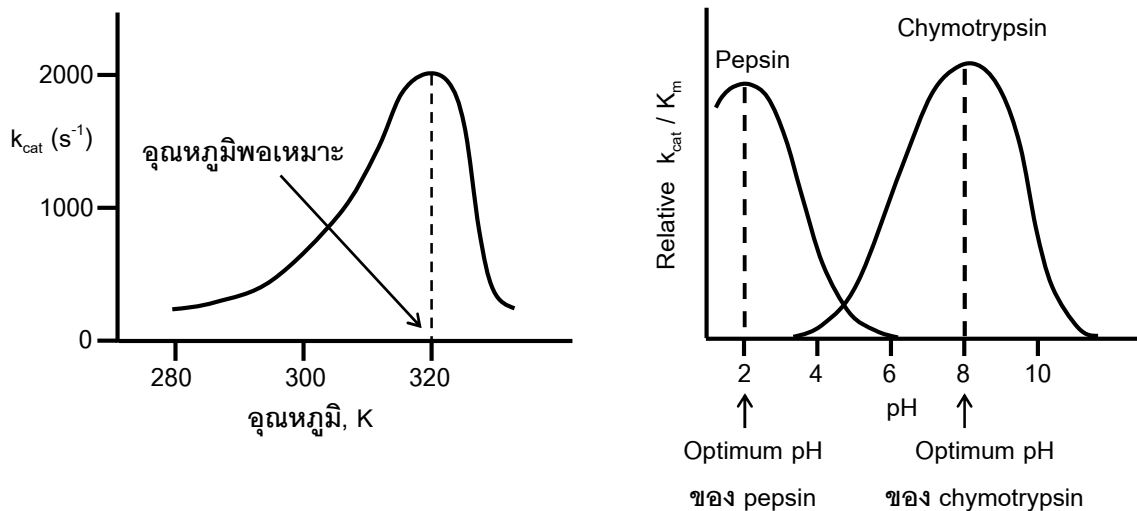 2000
k_cat (s⁻¹)
อุณหภูมิพอเหมาะ
1000
0
280 300 320
อุณหภูมิ, K
Chymotrypsin
Pepsin
Relative k_cat / K_m
2 4 6 8 10
pH
Optimum pH
ของ pepsin
Optimum pH
ของ chymotrypsin